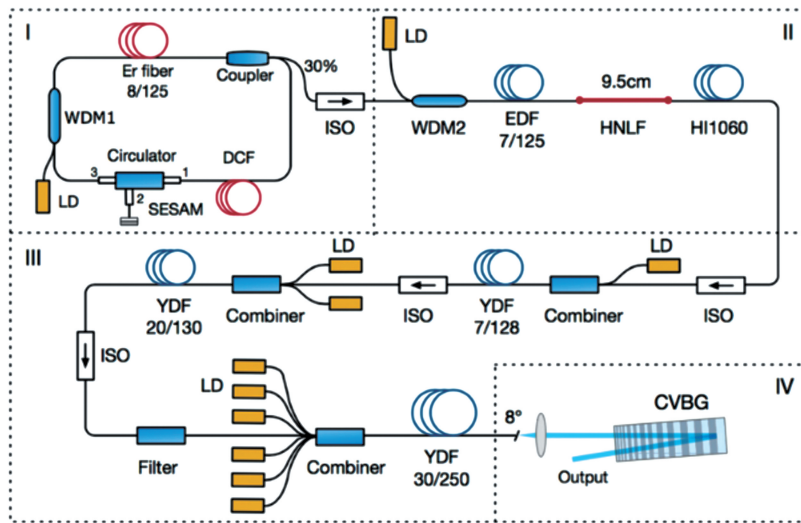 I
Er fiber
8/125
Coupler
30%
ISO
WDM1
LD
Circulator
3
1
2
SESAM
DCF
II
LD
WDM2
EDF
7/125
9.5cm
HNLF
HI1060
III
YDF
20/130
Combiner
LD
ISO
YDF
7/128
Combiner
LD
ISO
ISO
Filter
LD
Combiner
YDF
30/250
8°
IV
CVBG
Output